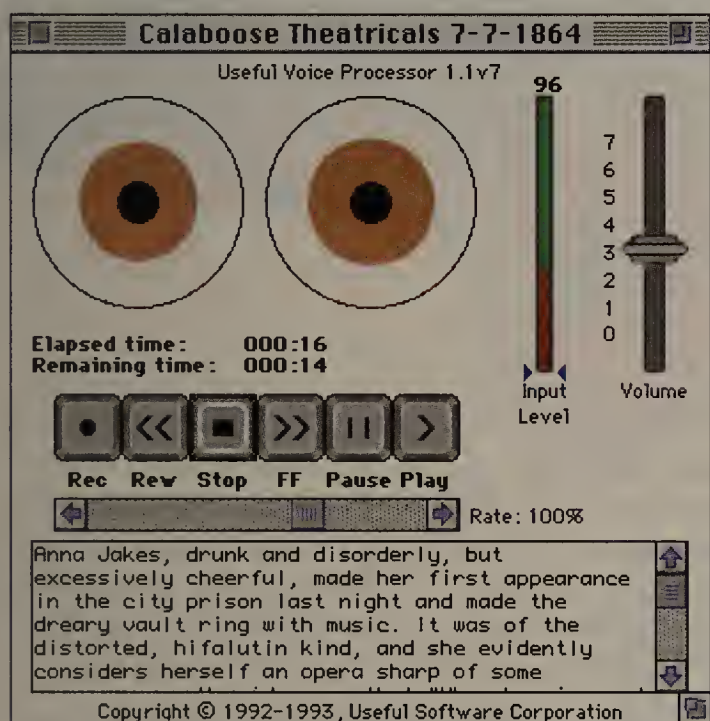 Calaboose Theatricals 7-7-1864
Useful Voice Processor 1.1v7
96
7
6
5
4
3
2
1
0
Elapsed time: 000:16
Remaining time: 000:14
Input Level
Volume
Rec Rew Stop FF Pause Play
Rate: 100%
Anna Jakes, drunk and disorderly, but
excessively cheerful, made her first appearance
in the city prison last night and made the
dreary vault ring with music. It was of the
distorted, hifalutin kind, and she evidently
considers herself an opera sharp of some
Copyright © 1992-1993, Useful Software Corporation